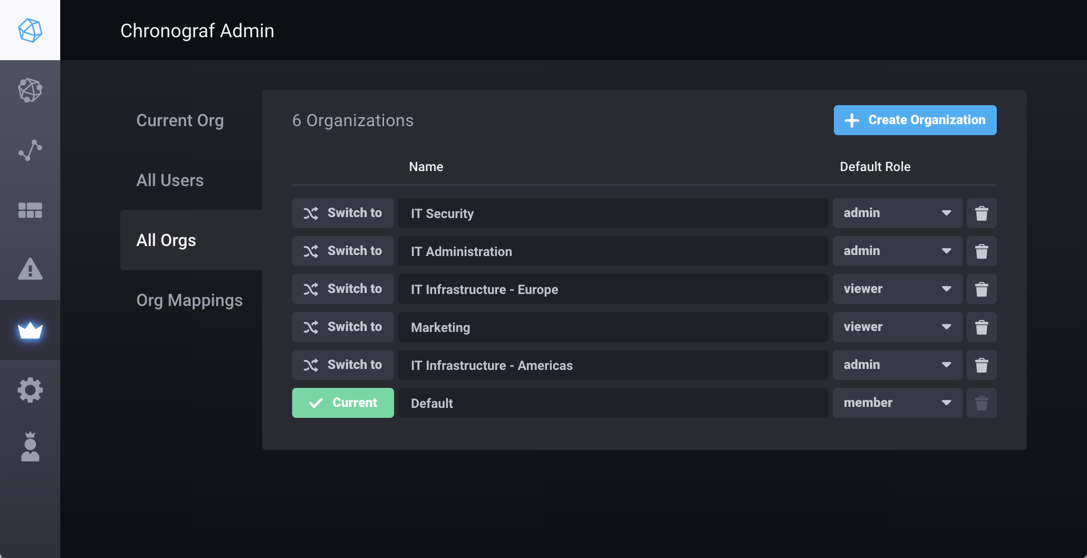 Chronograf Admin
Current Org
All Users
All Orgs
Org Mappings
6 Organizations
Create Organization
Name Default Role
Switch to IT Security admin
Switch to IT Administration admin
Switch to IT Infrastructure - Europe viewer
Switch to Marketing viewer
Switch to IT Infrastructure - Americas admin
Current Default member